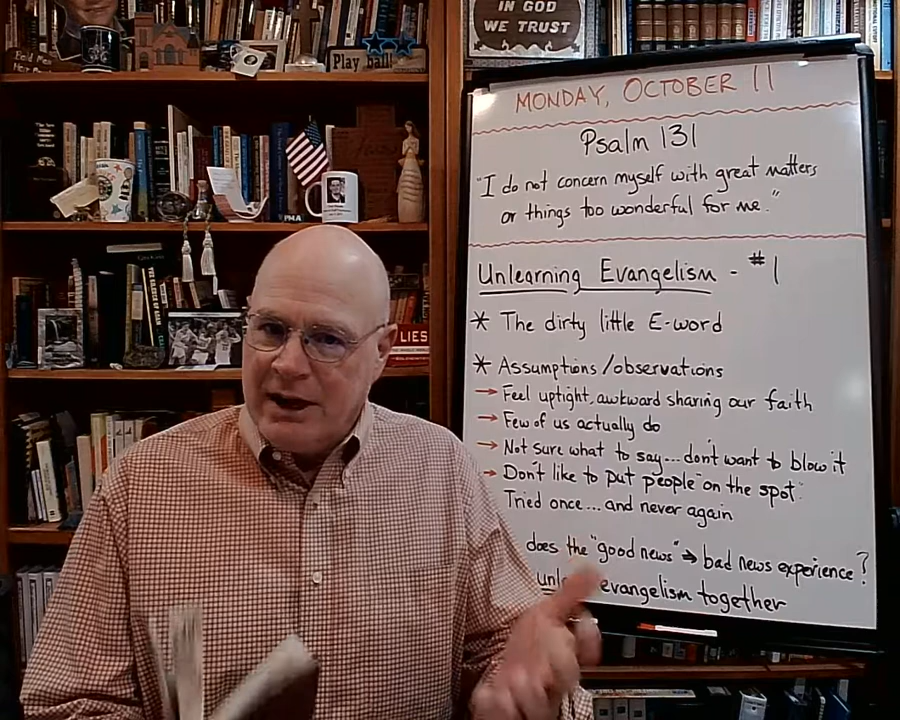 IN GOD
WE TRUST
Play ball!
PMA
LIES
MONDAY, OCTOBER 11
Psalm 131
"I do not concern myself with great matters
or things too wonderful for me."
Unlearning Evangelism - #1
* The dirty little E-word
* Assumptions/observations
→ Feel uptight, awkward sharing our faith
→ Few of us actually do
→ Not sure what to say...don't want to blow it
→ Don't like to put people "on the spot"
Tried once... and never again
does the "good news" → bad news experience?
evangelism together